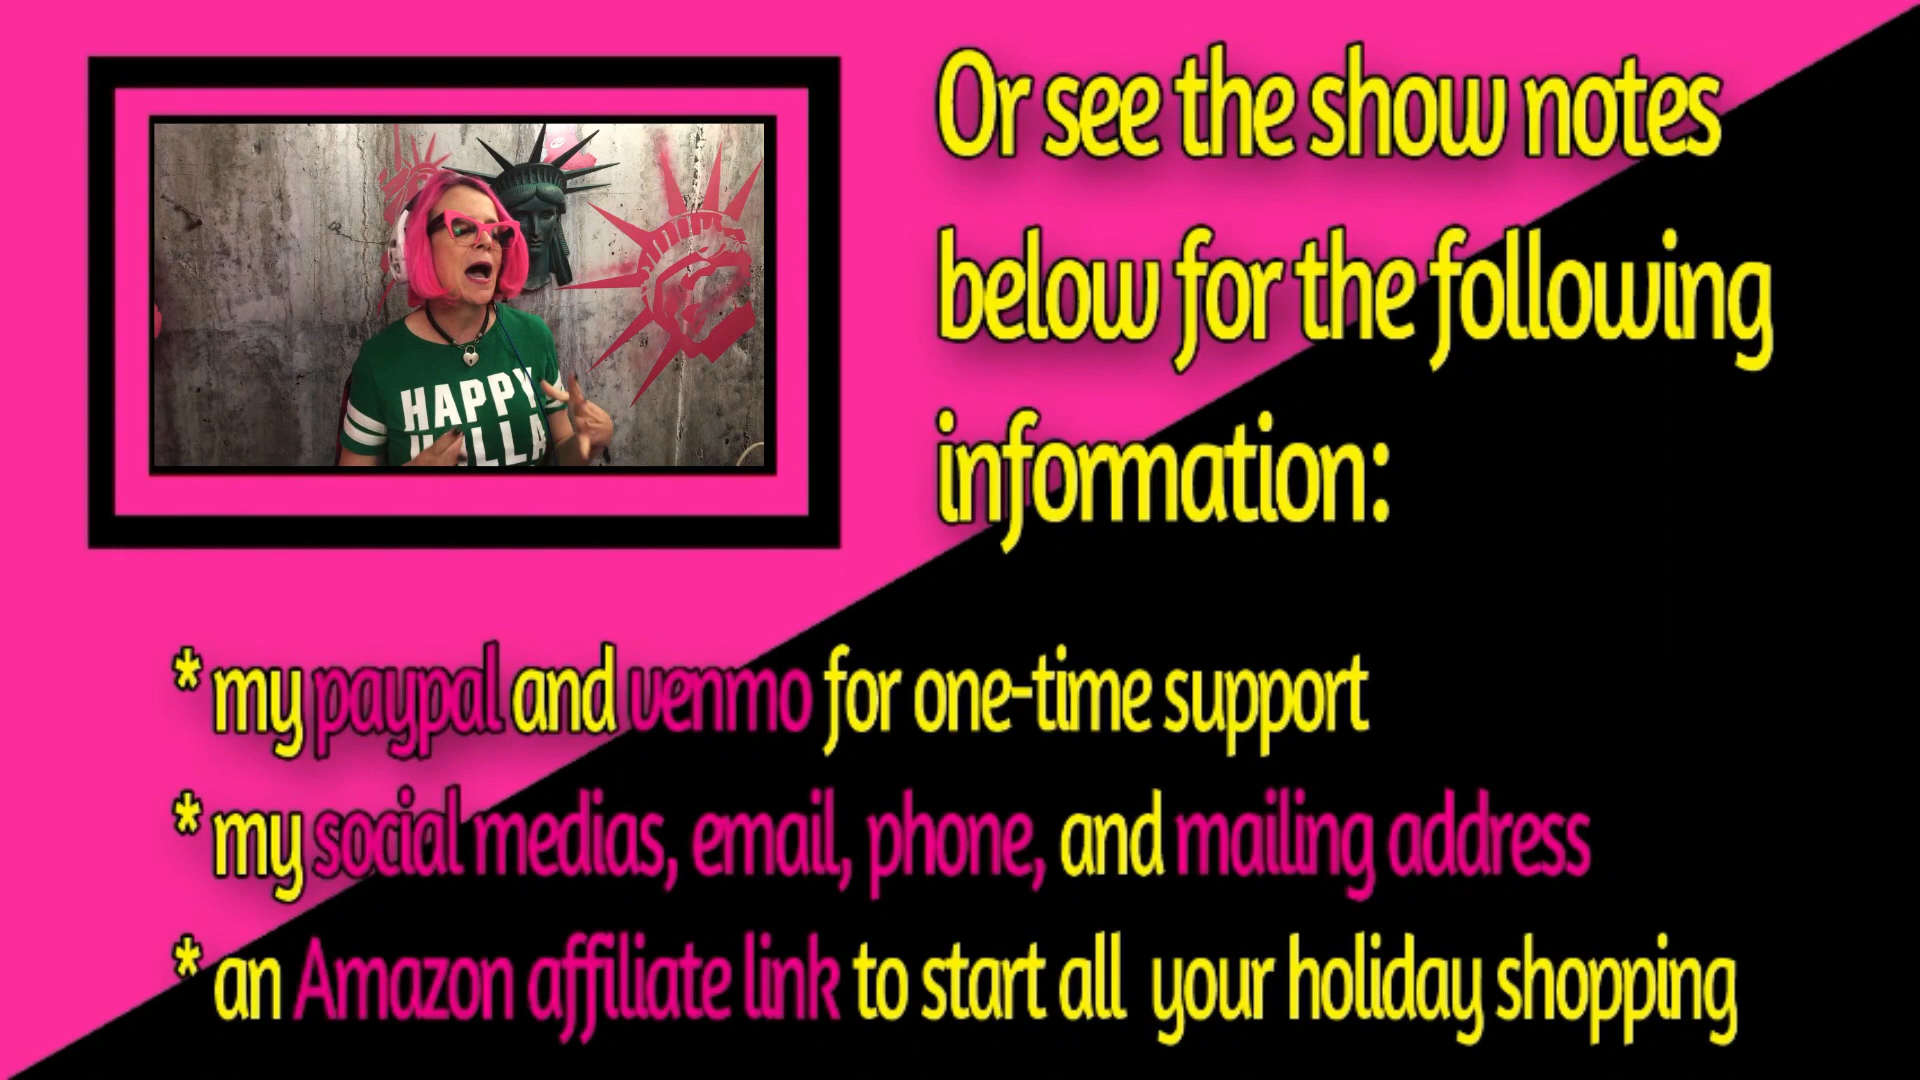 Or see the show notes
below for the following
information:
HAPPY
* my paypal and venmo for one-time support
* my social medias, email, phone, and mailing address
* an Amazon affiliate link to start all your holiday shopping